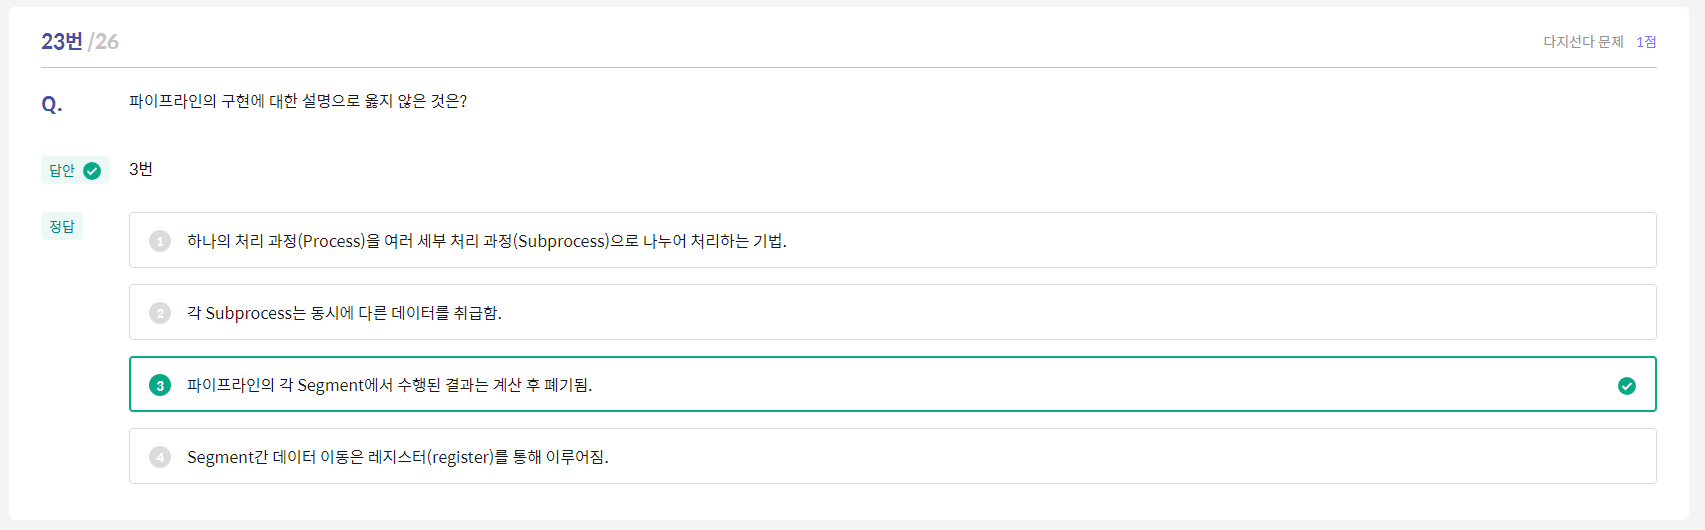 23번 /26
다지선다 문제 1점
Q. 파이프라인의 구현에 대한 설명으로 옳지 않은 것은?
답안 3번
정답
1 하나의 처리 과정(Process)을 여러 세부 처리 과정(Subprocess)으로 나누어 처리하는 기법.
2 각 Subprocess는 동시에 다른 데이터를 취급함.
3 파이프라인의 각 Segment에서 수행된 결과는 계산 후 폐기됨.
4 Segment간 데이터 이동은 레지스터(register)를 통해 이루어짐.